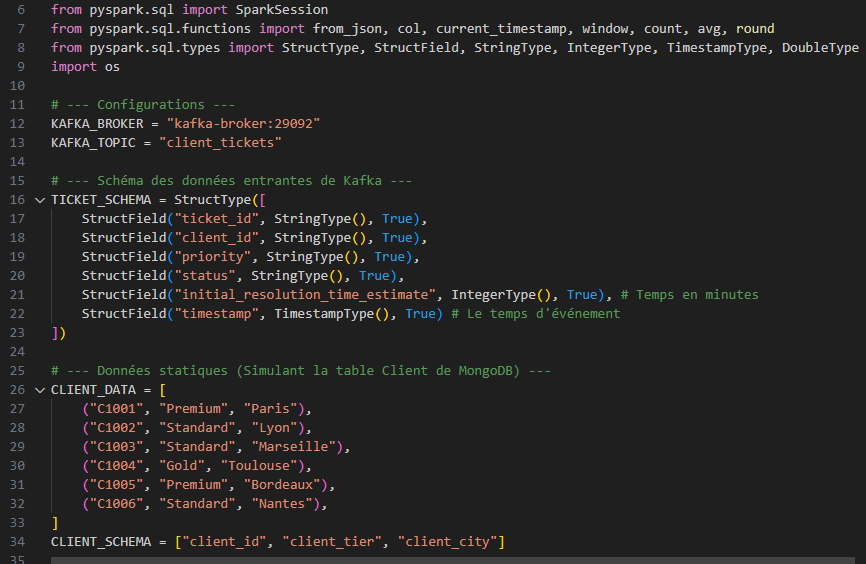 6 from pyspark.sql import SparkSession
7 from pyspark.sql.functions import from_json, col, current_timestamp, window, count, avg, round
8 from pyspark.sql.types import StructType, StructField, StringType, IntegerType, TimestampType, DoubleType
9 import os
10
11 # --- Configurations ---
12 KAFKA_BROKER = "kafka-broker:29092"
13 KAFKA_TOPIC = "client_tickets"
14
15 # --- Schéma des données entrantes de Kafka ---
16 TICKET_SCHEMA = StructType([
17     StructField("ticket_id", StringType(), True),
18     StructField("client_id", StringType(), True),
19     StructField("priority", StringType(), True),
20     StructField("status", StringType(), True),
21     StructField("initial_resolution_time_estimate", IntegerType(), True), # Temps en minutes
22     StructField("timestamp", TimestampType(), True) # Le temps d'événement
23 ])
24
25 # --- Données statiques (Simulant la table Client de MongoDB) ---
26 CLIENT_DATA = [
27     ("C1001", "Premium", "Paris"),
28     ("C1002", "Standard", "Lyon"),
29     ("C1003", "Standard", "Marseille"),
30     ("C1004", "Gold", "Toulouse"),
31     ("C1005", "Premium", "Bordeaux"),
32     ("C1006", "Standard", "Nantes"),
33 ]
34 CLIENT_SCHEMA = ["client_id", "client_tier", "client_city"]
35